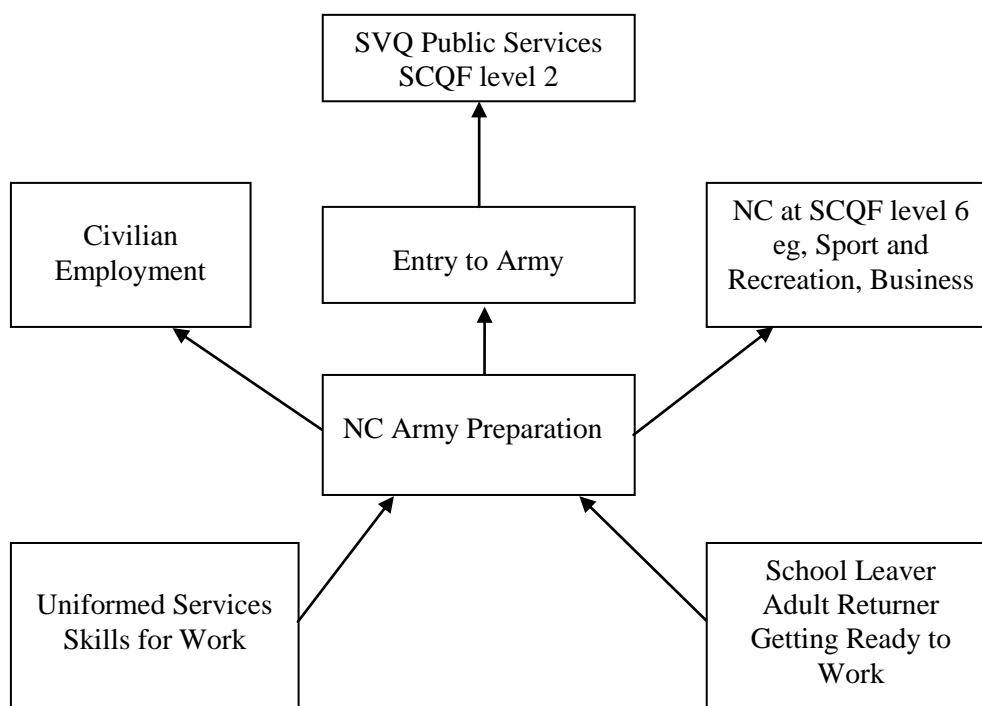 SVQ Public Services
SCQF level 2
Civilian
Employment
Entry to Army
NC at SCQF level 6
eg, Sport and
Recreation, Business
NC Army Preparation
Uniformed Services
Skills for Work
School Leaver
Adult Returner
Getting Ready to
Work